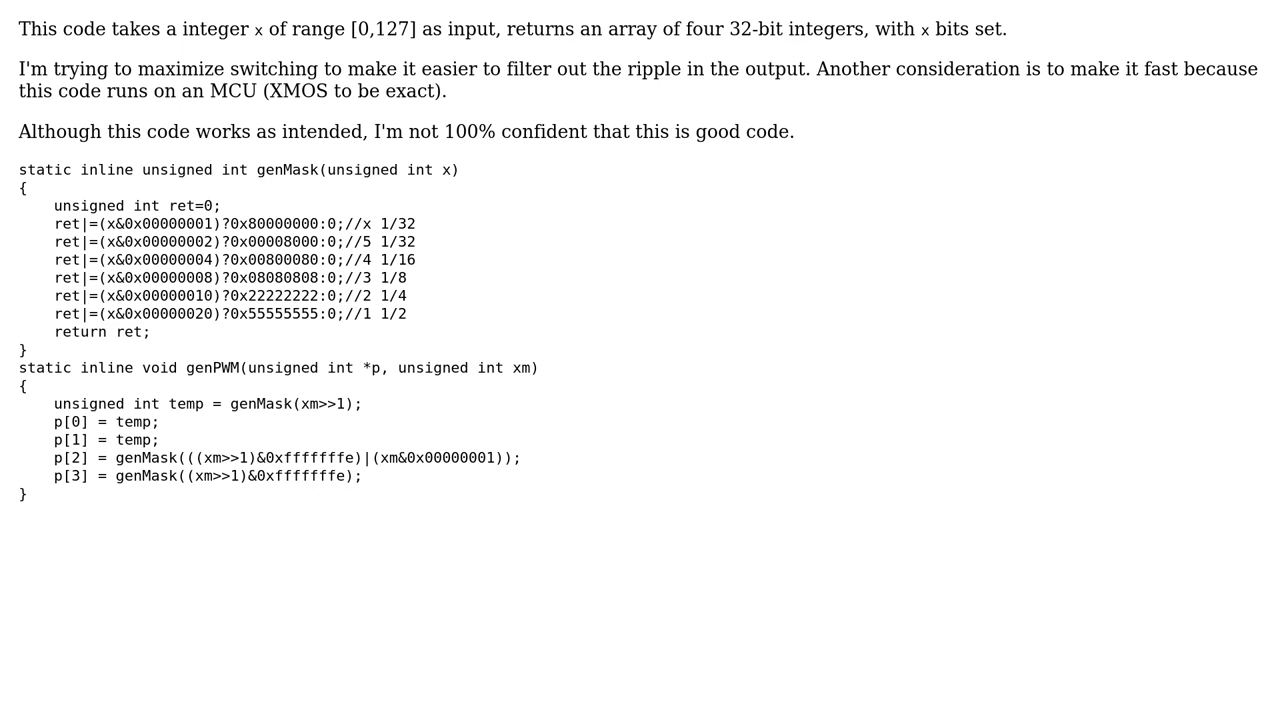 This code takes a integer x of range [0,127] as input, returns an array of four 32-bit integers, with x bits set.
I'm trying to maximize switching to make it easier to filter out the ripple in the output. Another consideration is to make it fast because
this code runs on an MCU (XMOS to be exact).
Although this code works as intended, I'm not 100% confident that this is good code.
static inline unsigned int genMask(unsigned int x)
{
    unsigned int ret=0;
    ret|=(x&0x00000001)?0x80000000:0;//x 1/32
    ret|=(x&0x00000002)?0x00008000:0;//5 1/32
    ret|=(x&0x00000004)?0x00800080:0;//4 1/16
    ret|=(x&0x00000008)?0x08080808:0;//3 1/8
    ret|=(x&0x00000010)?0x22222222:0;//2 1/4
    ret|=(x&0x00000020)?0x55555555:0;//1 1/2
    return ret;
}
static inline void genPWM(unsigned int *p, unsigned int xm)
{
    unsigned int temp = genMask(xm>>1);
    p[0] = temp;
    p[1] = temp;
    p[2] = genMask(((xm>>1)&0xfffffffe)|(xm&0x00000001));
    p[3] = genMask((xm>>1)&0xfffffffe);
}